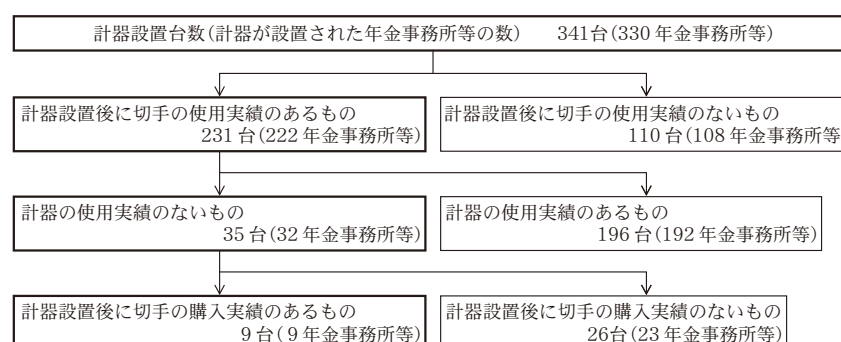 計器設置台数(計器が設置された年金事務所等の数)　341台(330年金事務所等)
計器設置後に切手の使用実績のあるもの
231台(222年金事務所等)
計器設置後に切手の使用実績のないもの
110台(108年金事務所等
計器の使用実績のないもの
35台(32年金事務所等)
計器の使用実績のあるもの
196台(192年金事務所等)
計器設置後に切手の購入実績のあるもの
9台(9年金事務所等)
計器設置後に切手の購入実績のないもの
26台(23年金事務所等)